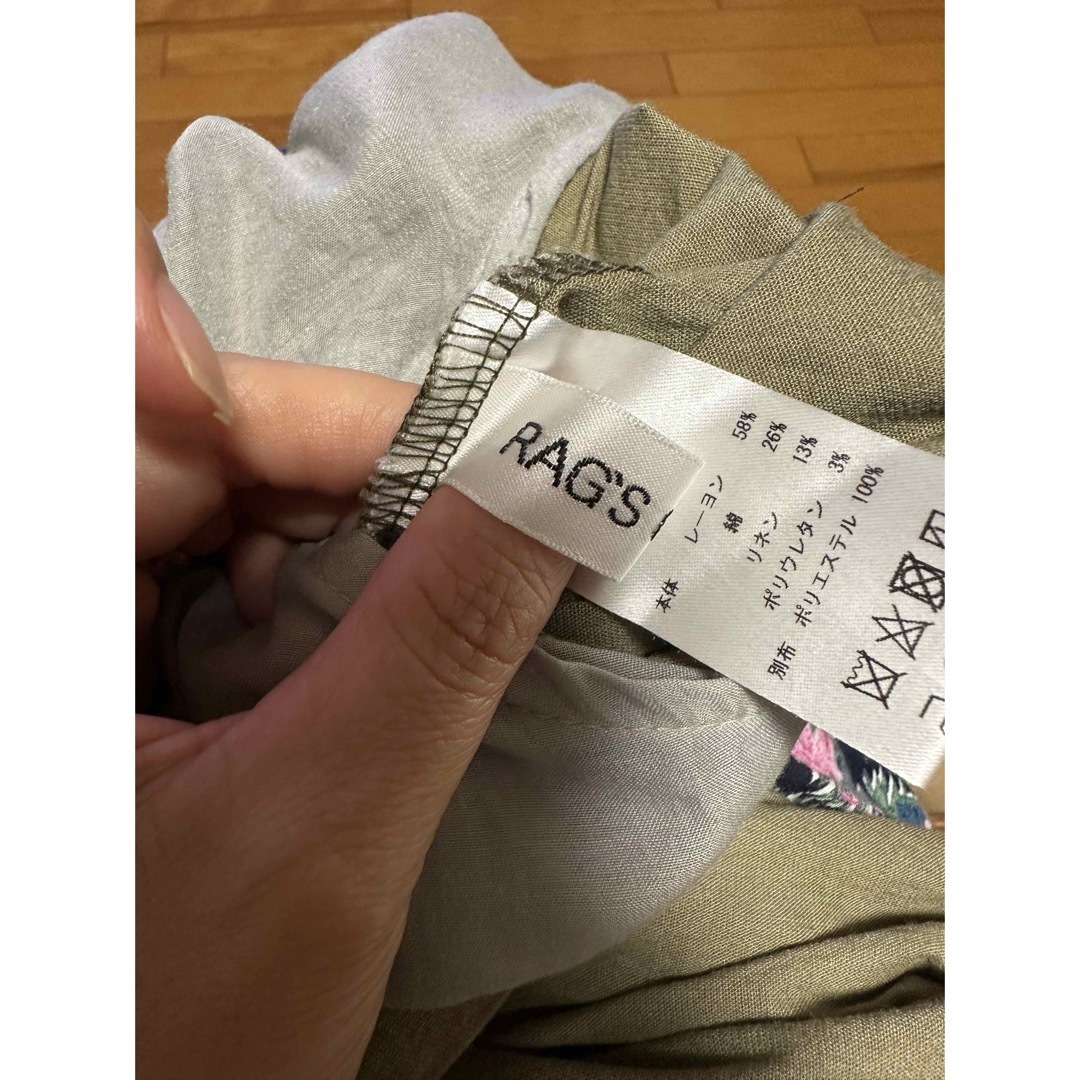 RAG'S
本体 レーヨン 58%
綿 26%
リネン 13%
ポリウレタン 3%
別布 ポリエステル 100%